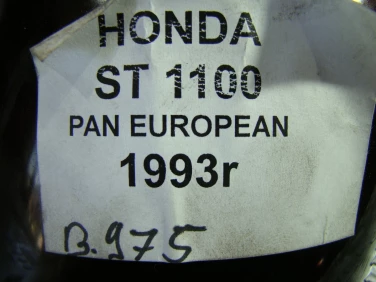 HONDA
ST 1100
PAN EUROPEAN
1993r
B.975